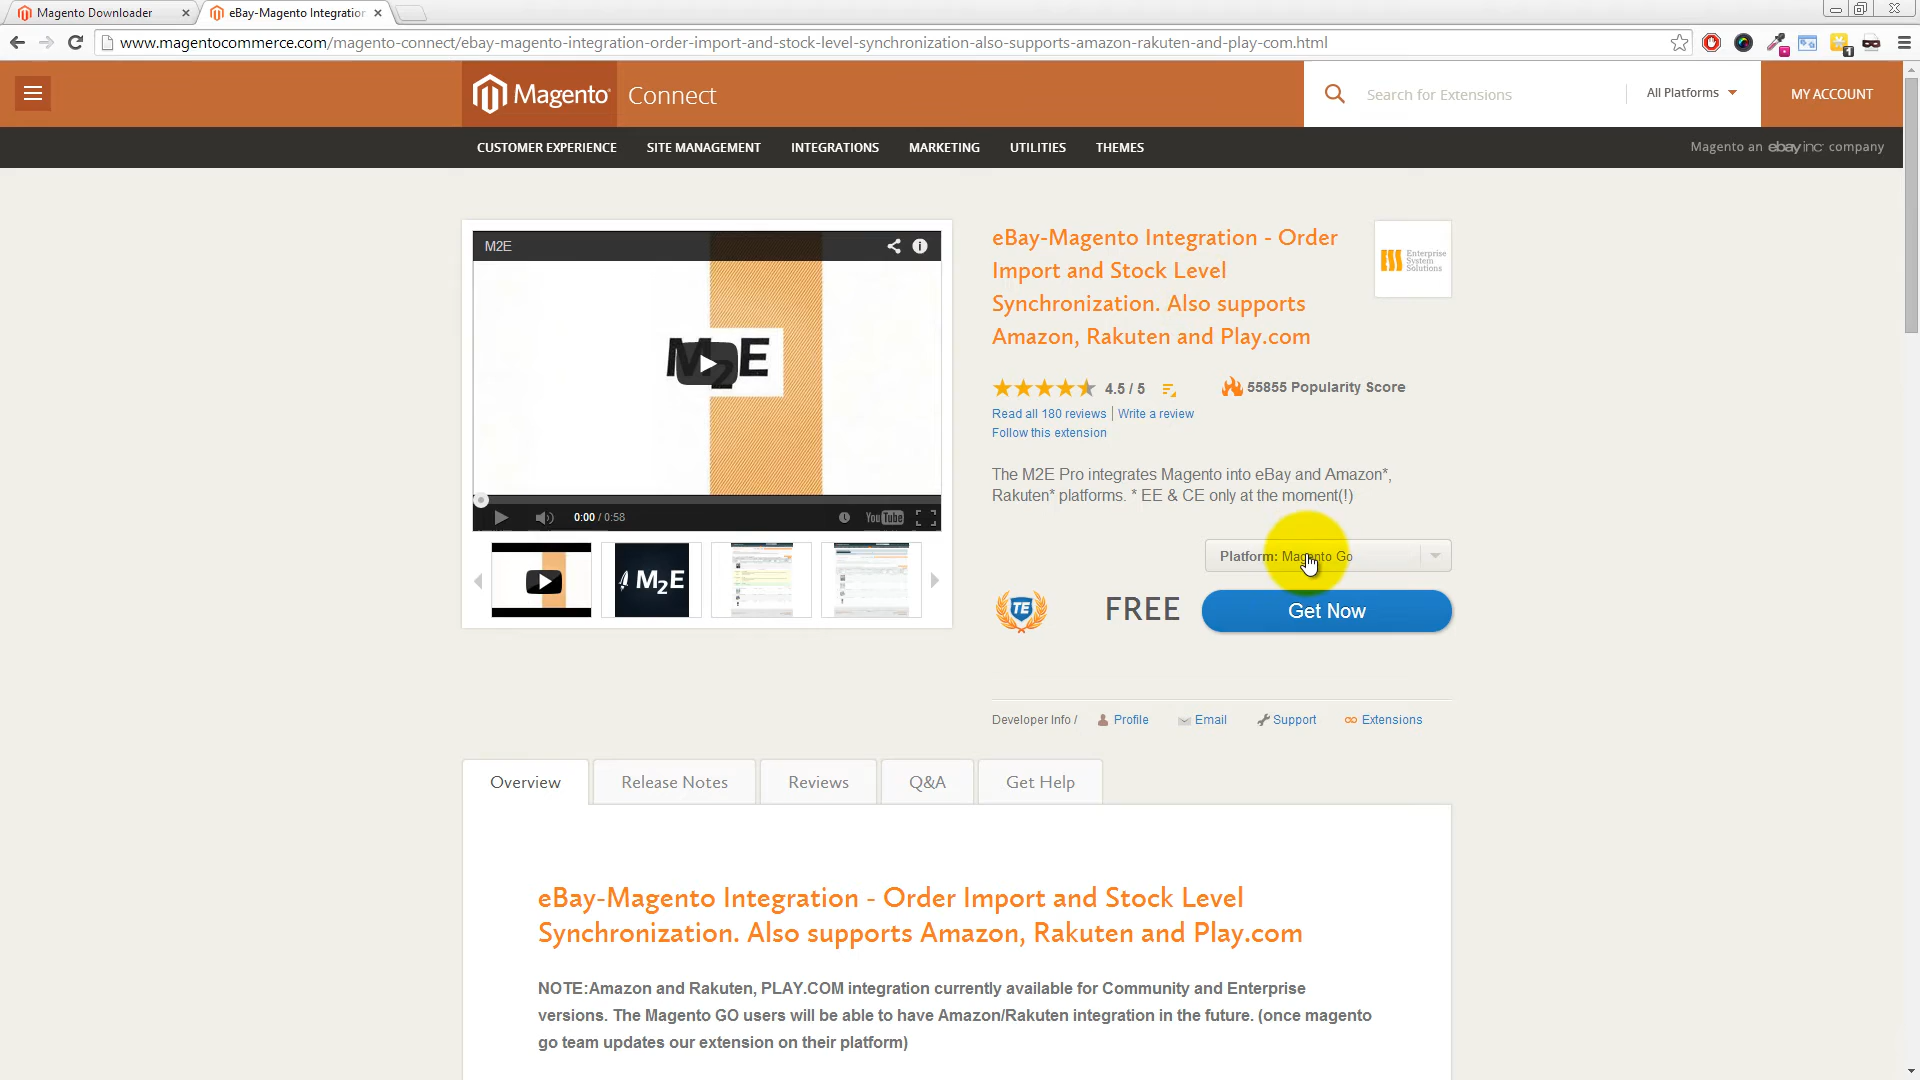 Magento Downloader
eBay-Magento Integration
www.magentocommerce.com/magento-connect/ebay-magento-integration-order-import-and-stock-level-synchronization-also-supports-amazon-rakuten-and-play-com.html
1
Magento Connect
Search for Extensions
All Platforms
MY ACCOUNT
CUSTOMER EXPERIENCE SITE MANAGEMENT INTEGRATIONS MARKETING UTILITIES THEMES
Magento an ebay inc company
M2E
M2E
0:00 / 0:58
YouTube
M2E
eBay-Magento Integration - Order
Import and Stock Level
Synchronization. Also supports
Amazon, Rakuten and Play.com
Enterprise
System
Solutions
4.5 / 5
55855 Popularity Score
Read all 180 reviews Write a review
Follow this extension
The M2E Pro integrates Magento into eBay and Amazon*,
Rakuten* platforms. * EE & CE only at the moment(!)
Platform: Magento Go
TE
FREE
Get Now
Developer Info / Profile Email Support Extensions
Overview Release Notes Reviews Q&A Get Help
eBay-Magento Integration - Order Import and Stock Level
Synchronization. Also supports Amazon, Rakuten and Play.com
NOTE:Amazon and Rakuten, PLAY.COM integration currently available for Community and Enterprise
versions. The Magento GO users will be able to have Amazon/Rakuten integration in the future. (once magento
go team updates our extension on their platform)